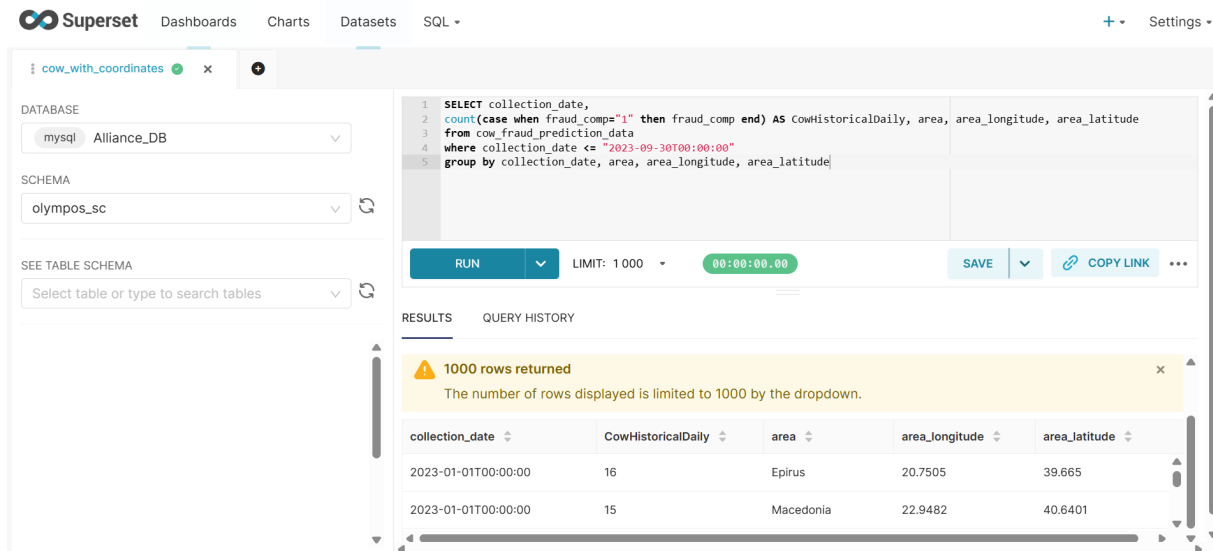 Superset Dashboards Charts Datasets SQL Settings
cow_with_coordinates
DATABASE
mysql Alliance_DB
SCHEMA
olympos_sc
SEE TABLE SCHEMA
Select table or type to search tables
1 SELECT collection_date,
2 count(case when fraud_comp="1" then fraud_comp end) AS CowHistoricalDaily, area, area_longitude, area_latitude
3 from cow_fraud_prediction_data
4 where collection_date <= "2023-09-30T00:00:00"
5 group by collection_date, area, area_longitude, area_latitude
RUN LIMIT: 1 000 00:00:00.00 SAVE COPY LINK
RESULTS QUERY HISTORY
1000 rows returned
The number of rows displayed is limited to 1000 by the dropdown.
collection_date CowHistoricalDaily area area_longitude area_latitude
2023-01-01T00:00:00 16 Epirus 20.7505 39.665
2023-01-01T00:00:00 15 Macedonia 22.9482 40.6401